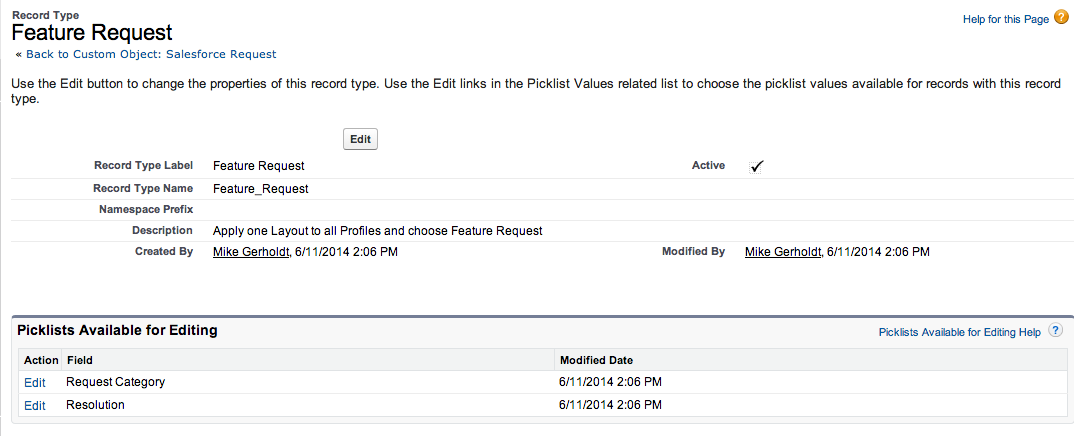 Record Type
Feature Request
Help for this Page ?
« Back to Custom Object: Salesforce Request
Use the Edit button to change the properties of this record type. Use the Edit links in the Picklist Values related list to choose the picklist values available for records with this record
type.
Edit
Record Type Label Feature Request Active
Record Type Name Feature_Request
Namespace Prefix
Description Apply one Layout to all Profiles and choose Feature Request
Created By Mike Gerholdt, 6/11/2014 2:06 PM Modified By Mike Gerholdt, 6/11/2014 2:06 PM
Picklists Available for Editing Picklists Available for Editing Help ?
Action Field Modified Date
Edit Request Category 6/11/2014 2:06 PM
Edit Resolution 6/11/2014 2:06 PM